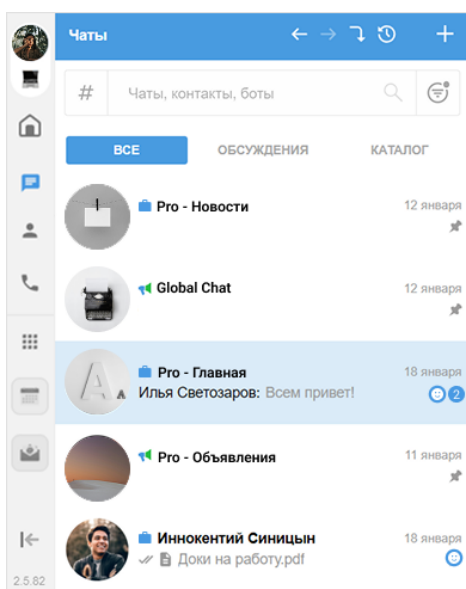 Чаты
# Чаты, контакты, боты
ВСЕ ОБСУЖДЕНИЯ КАТАЛОГ
Pro - Новости 12 января
Global Chat 12 января
Pro - Главная 18 января
Илья Светозаров: Всем привет! 2
Pro - Объявления 11 января
Иннокентий Синицын 18 января
Доки на работу.pdf
2.5.82